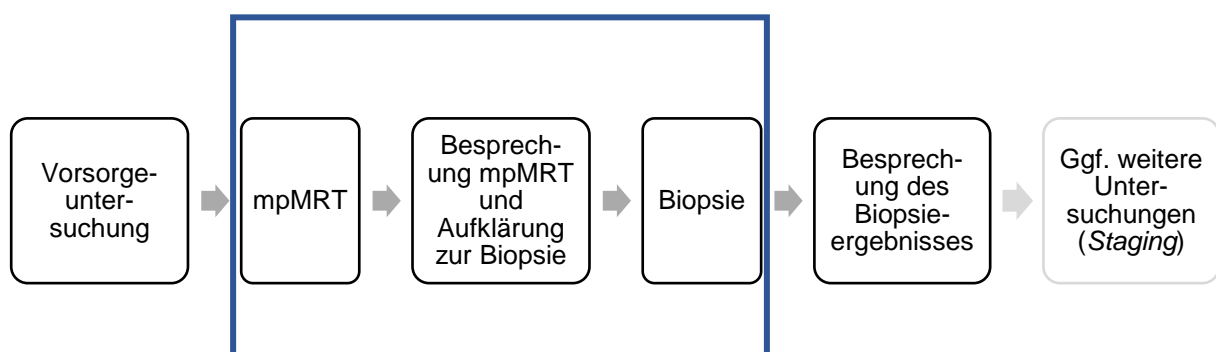 Vorsorge-
unter-
suchung
mpMRT
Besprech-
ung mpMRT
und
Aufklärung
zur Biopsie
Biopsie
Besprech-
ung des
Biopsie-
ergebnisses
Ggf. weitere
Unter-
suchungen
(Staging)